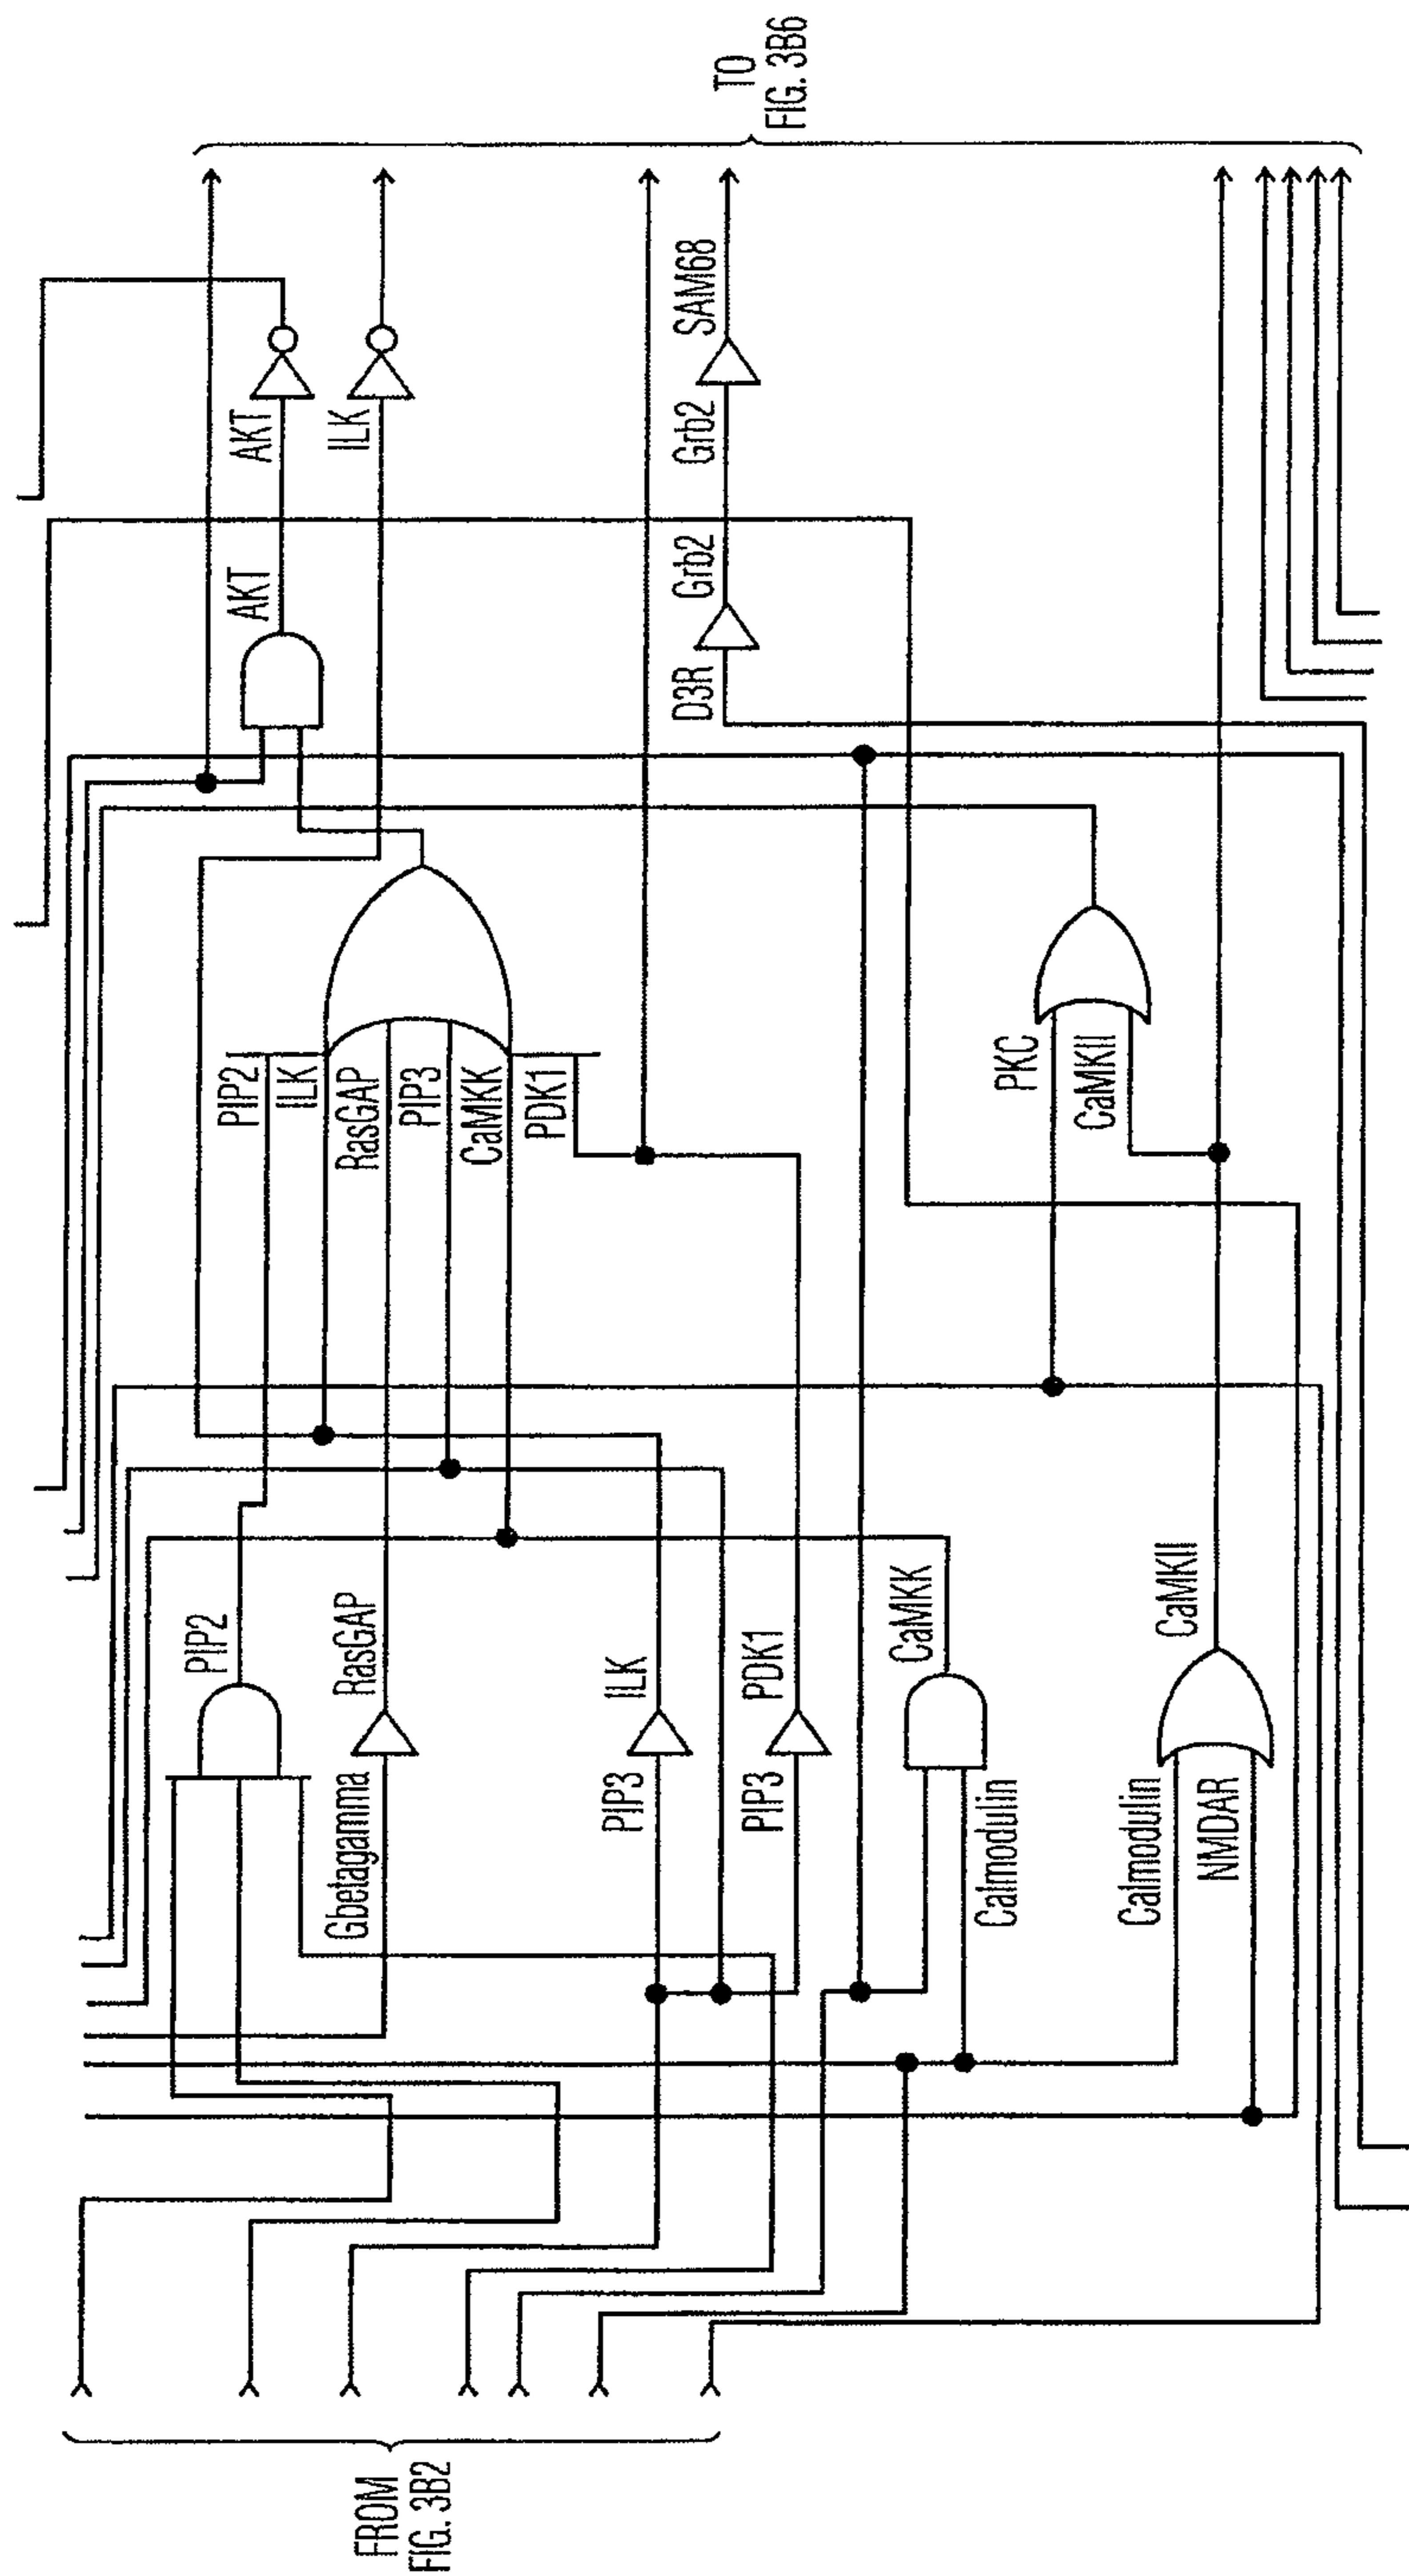 FROM
FIG. 3B2
TO
FIG. 3B6
PIP2
RasGAP
Gbetagamma
ILK
PIP3
PDK1
PIP3
CaMKK
Calmodulin
CaMKII
Calmodulin
NMDAR
PIP2
ILK
RasGAP
PIP3
CaMKK
PDK1
PKC
CaMKII
AKT
AKT
ILK
D3R
Grb2
Grb2
SAM68